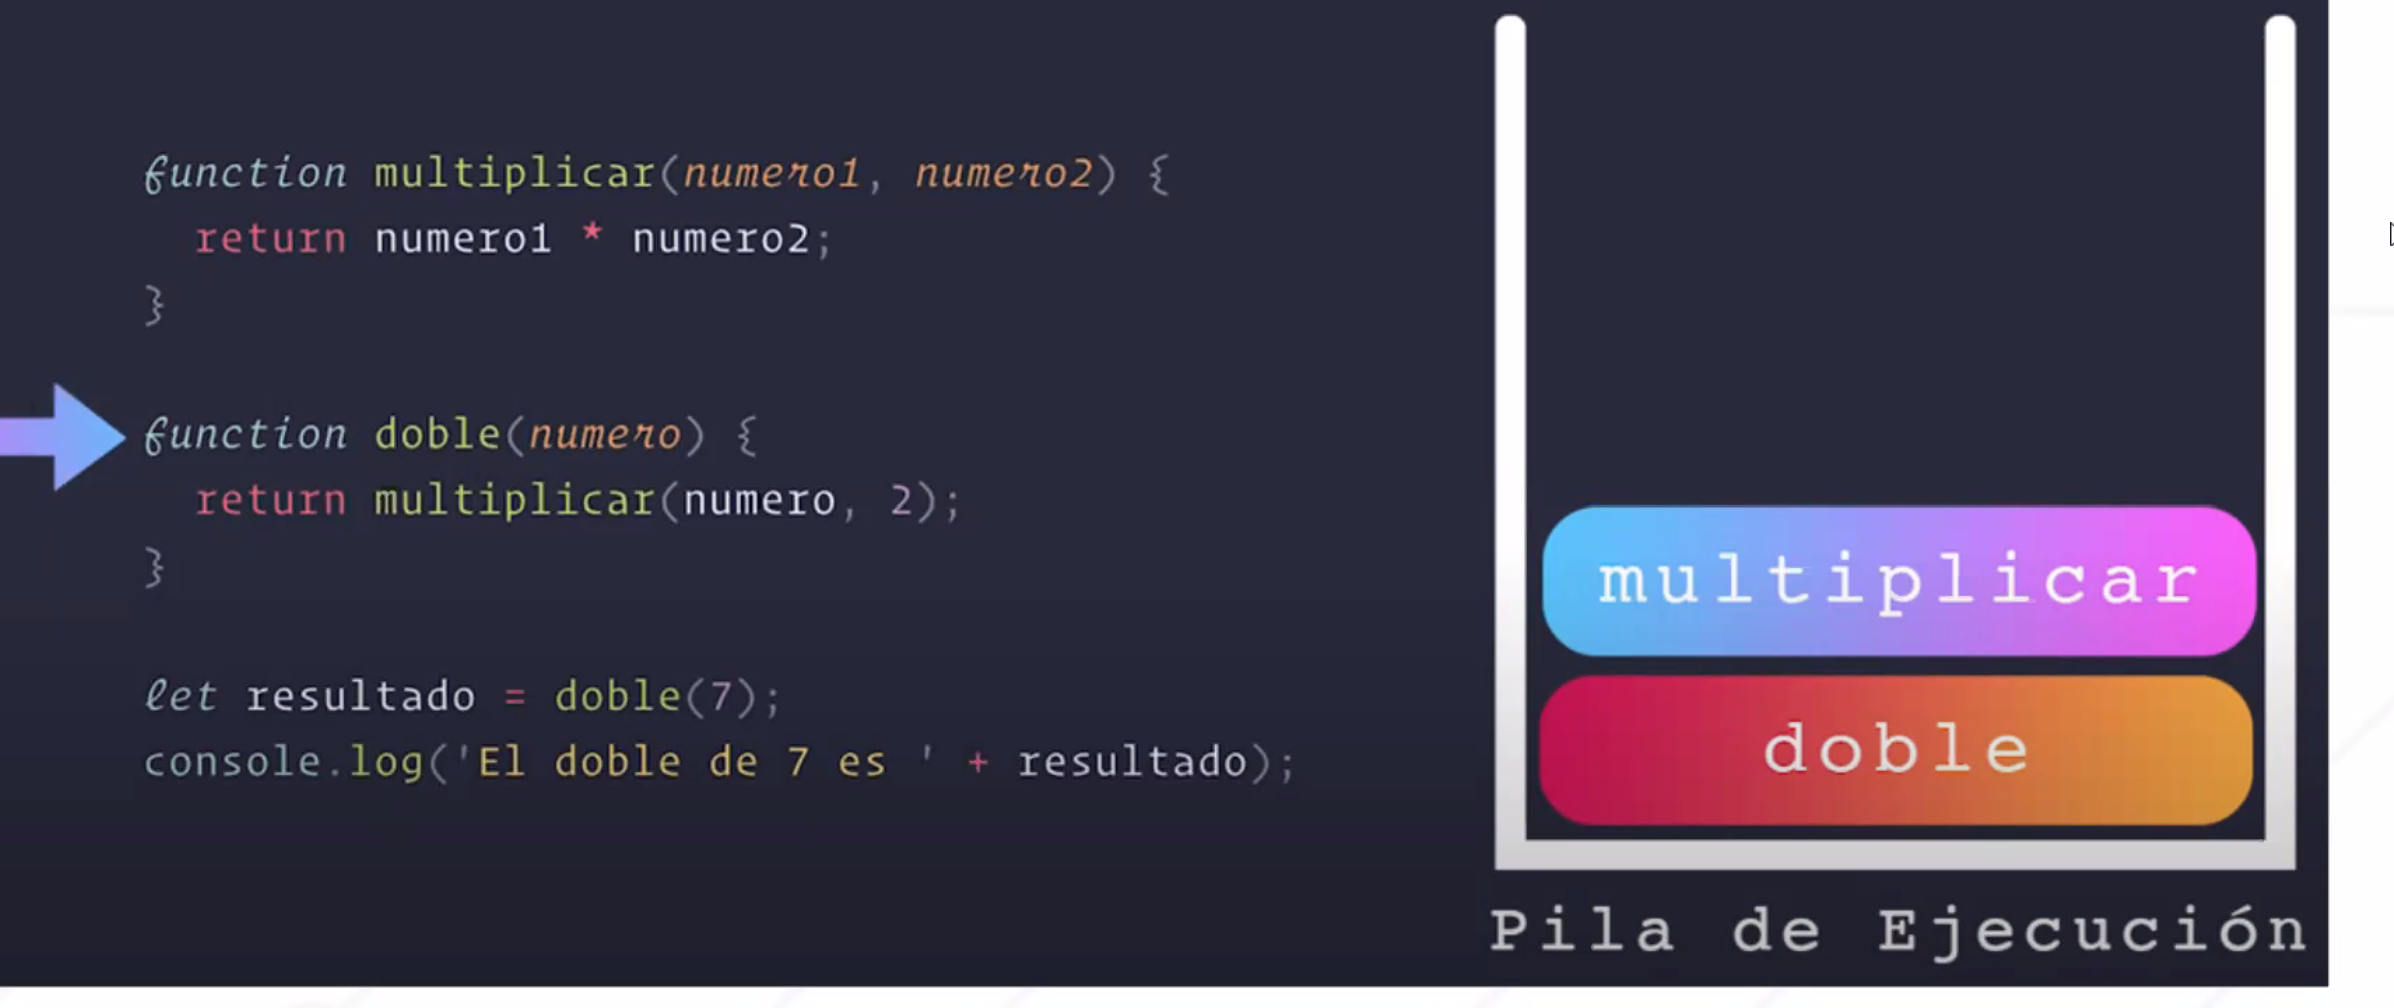 function multiplicar(numero1, numero2) {
  return numero1 * numero2;
}
function doble(numero) {
  return multiplicar(numero, 2);
}
let resultado = doble(7);
console.log('El doble de 7 es ' + resultado);
multiplicar
doble
Pila de Ejecución